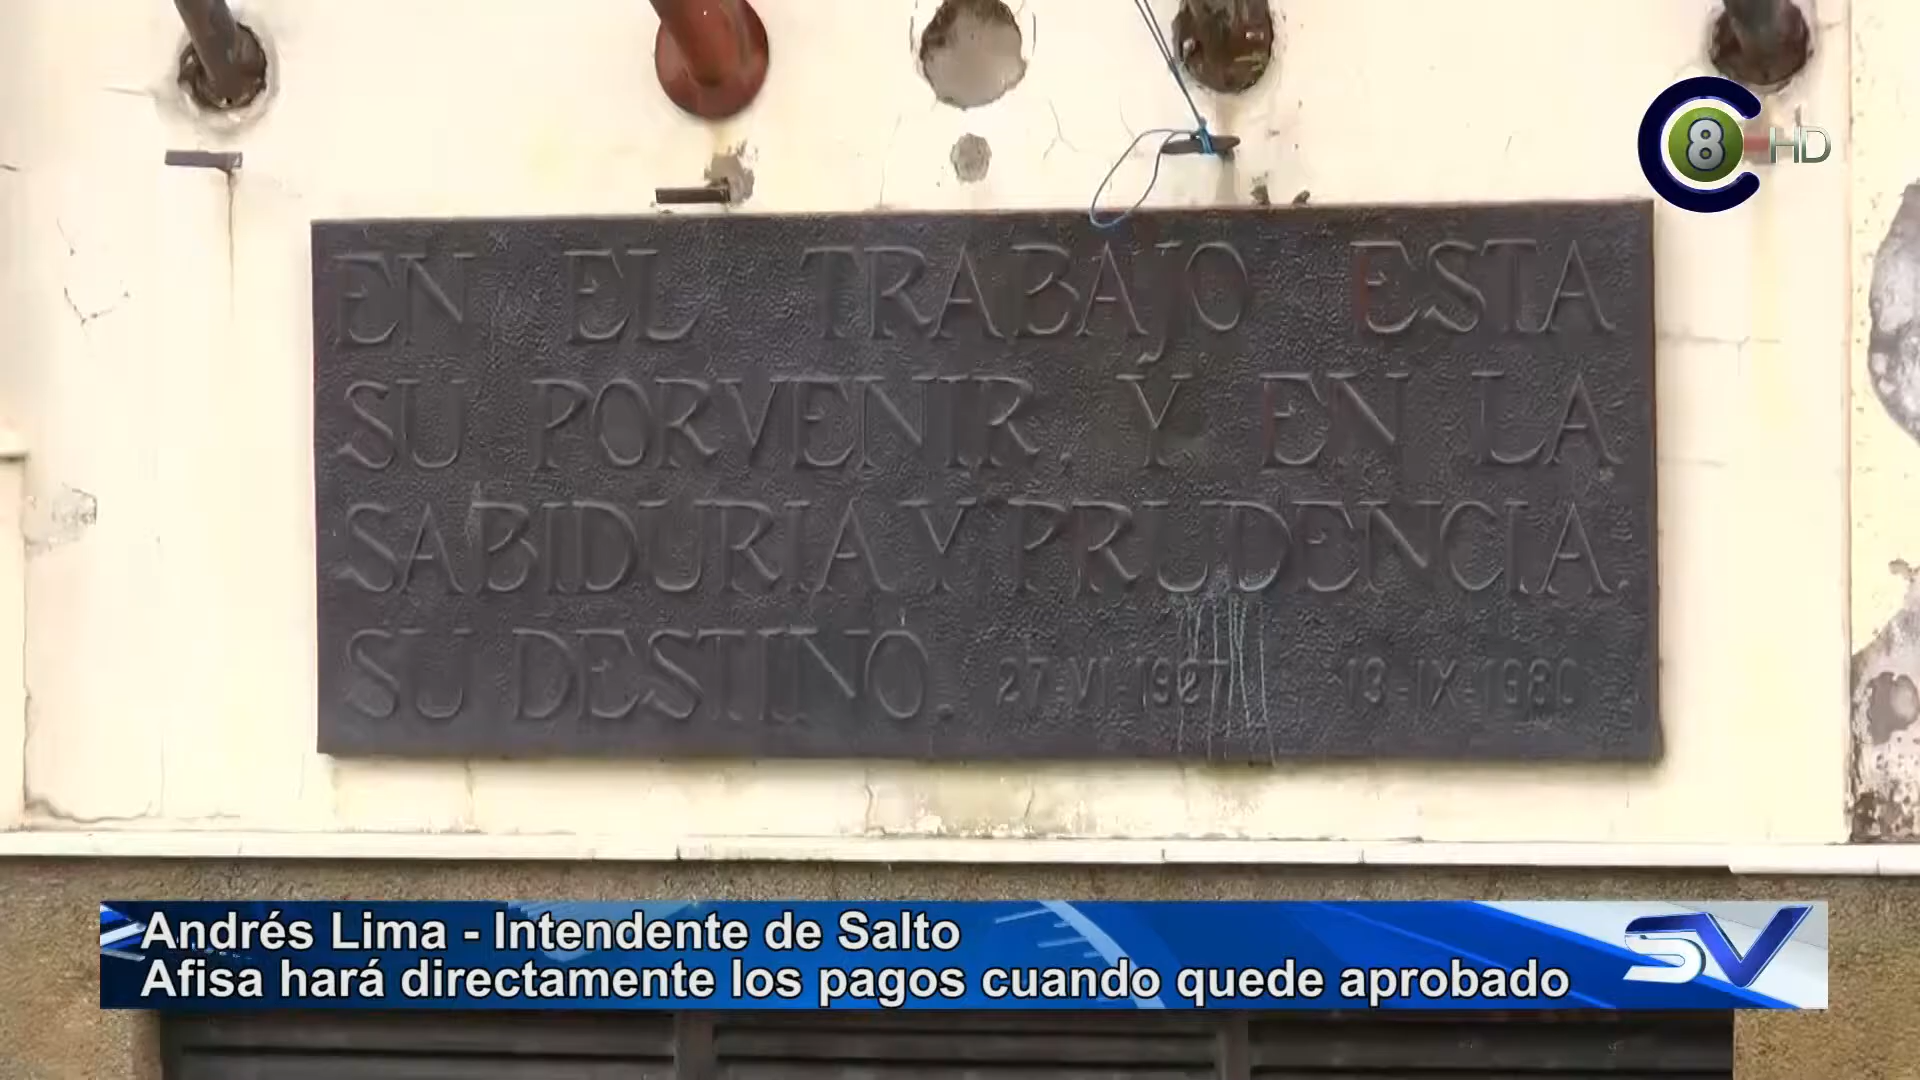 C 8 HD
EN EL TRABAJO ESTA
SU PORVENIR. Y EN LA
SABIDURIA Y PRUDENCIA.
SU DESTINO. 27-VI-1927 13-IX-1980
Andrés Lima - Intendente de Salto
Afisa hará directamente los pagos cuando quede aprobado
SV